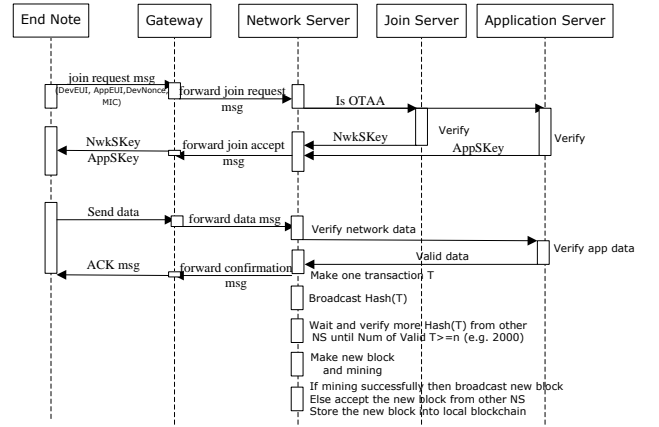 End Note
Gateway
Network Server
Join Server
Application Server
join request msg
(DevEUI, AppEUI,DevNonce,
MIC)
forward join request
msg
Is OTAA
Verify
Verify
NwkSKey
AppSKey
forward join accept
msg
NwkSKey
AppSKey
Send data
forward data msg
Verify network data
Verify app data
Valid data
ACK msg
forward confirmation
msg
Make one transaction T
Broadcast Hash(T)
Wait and verify more Hash(T) from other
NS until Num of Valid T>=n (e.g. 2000)
Make new block
and mining
If mining successfully then broadcast new block
Else accept the new block from other NS
Store the new block into local blockchain